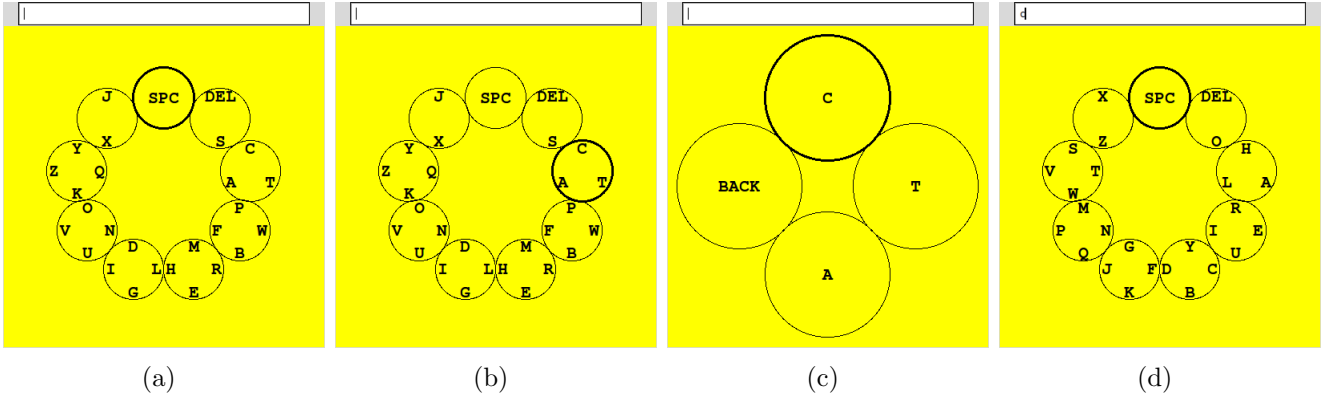 J SPC DEL
X S
Y C
Z Q A T
K
O P
V N F W
U D M B
I L H R
G E
(a)
J SPC DEL
X S
Y C
Z Q A T
K
O P
V N F W
U D M B
I L H R
G E
(b)
C
BACK T
A
(c)
c
X SPC DEL
Z O
S H
V T L A
W
M R
P N I E
Q G Y U
J F D C
K B
(d)